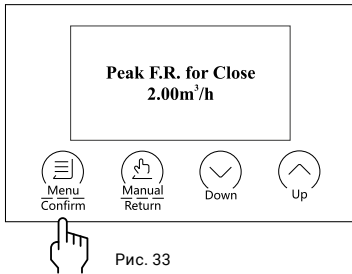 Peak F.R. for Close
2.00m³/h
Menu
Confirm
Manual
Return
Down
Up
Рис. 33